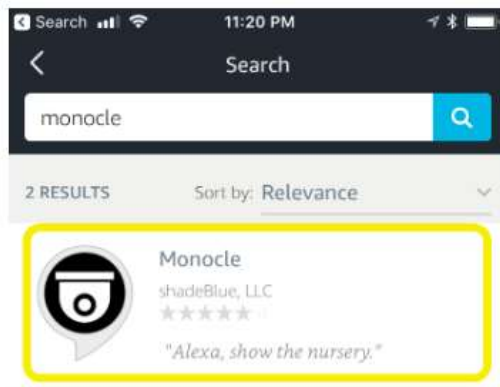 Search 11:20 PM
Search
monocle
2 RESULTS Sort by: Relevance
Monocle
shadeBlue, LLC
"Alexa, show the nursery."